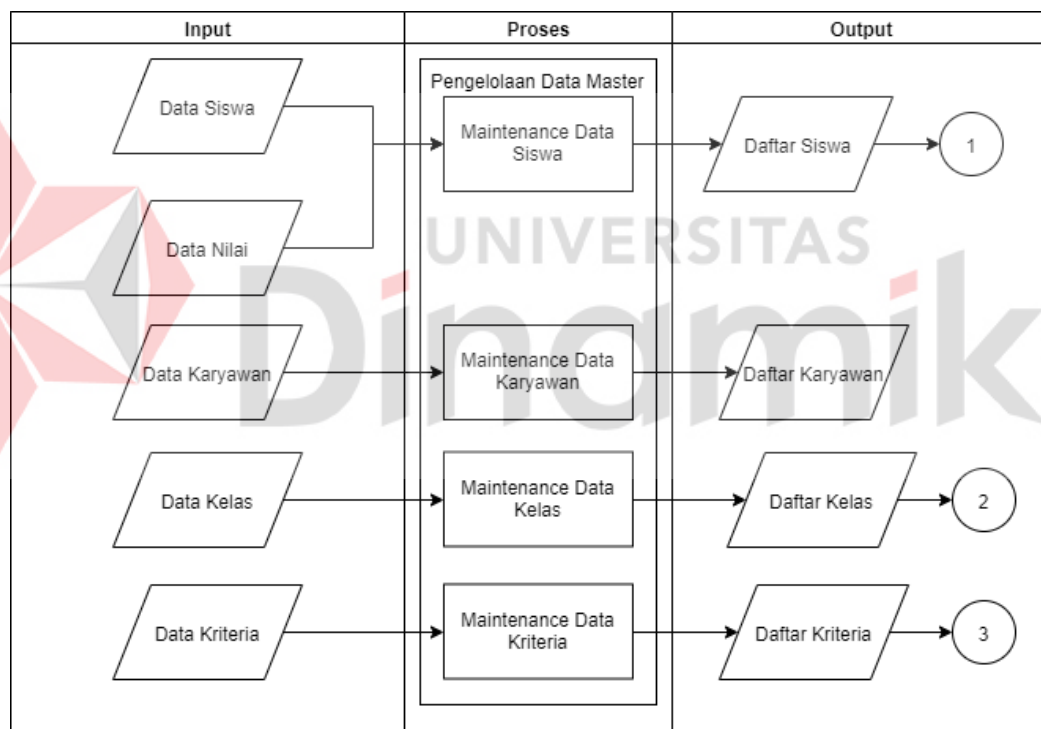 Input
Proses
Output
Pengelolaan Data Master
Data Siswa
Maintenance Data
Siswa
Daftar Siswa
1
Data Nilai
UNIVERSITAS
Dinamika
Data Karyawan
Maintenance Data
Karyawan
Daftar Karyawan
Data Kelas
Maintenance Data
Kelas
Daftar Kelas
2
Data Kriteria
Maintenance Data
Kriteria
Daftar Kriteria
3